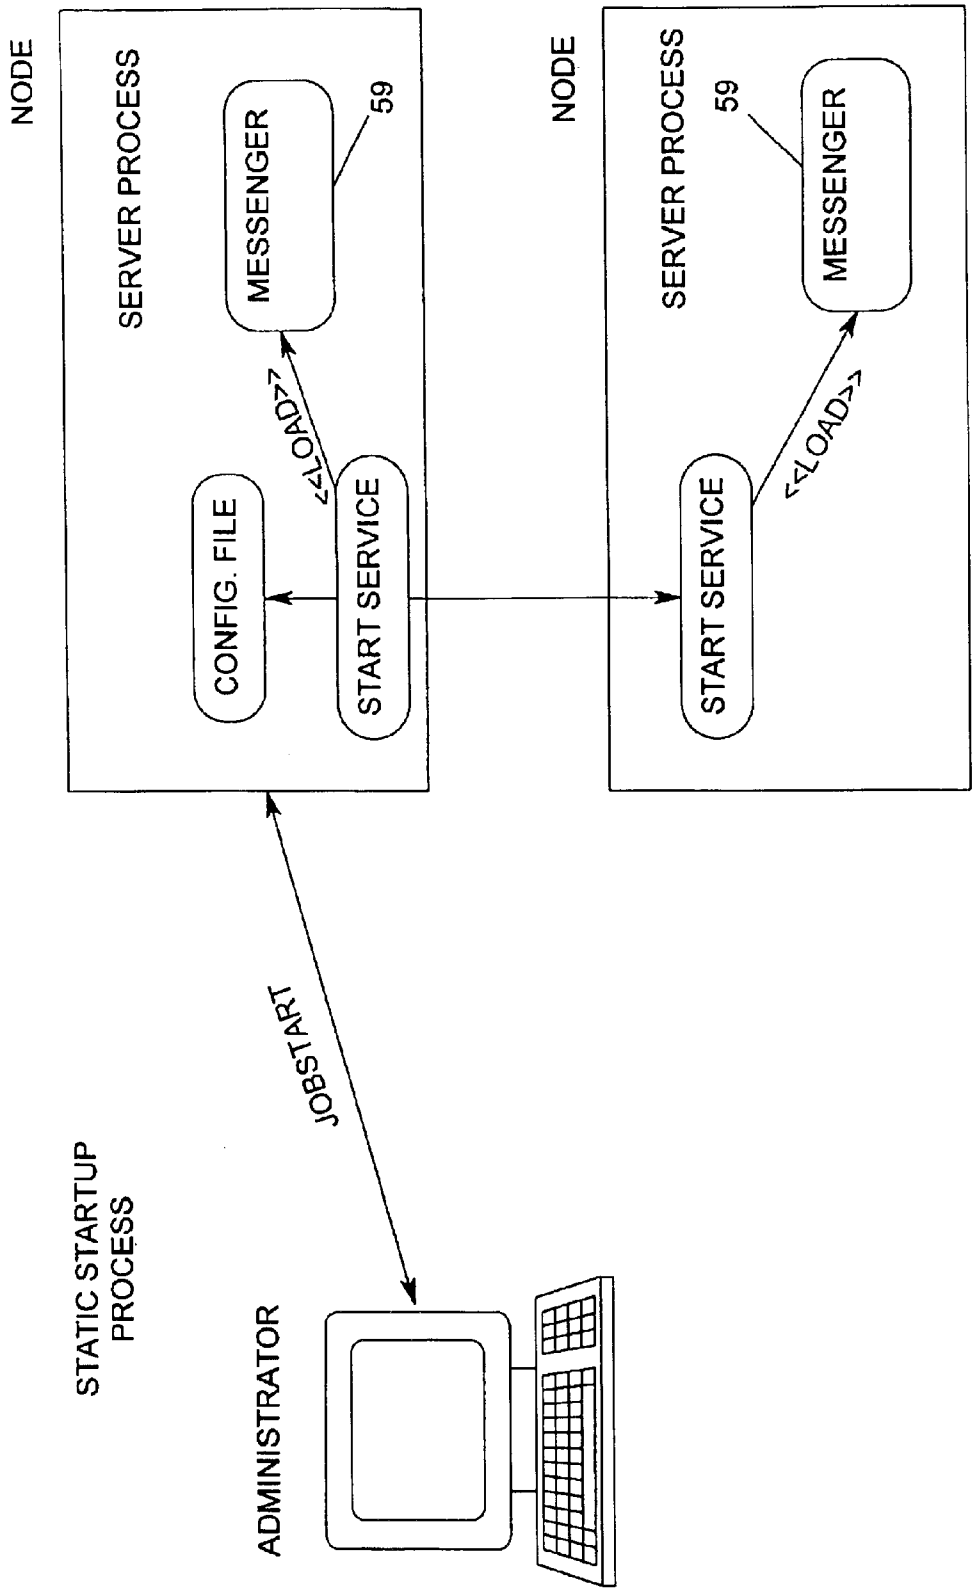 STATIC STARTUP
PROCESS
ADMINISTRATOR
JOBSTART
NODE
SERVER PROCESS
CONFIG. FILE
START SERVICE
<<LOAD>>
MESSENGER
59
NODE
SERVER PROCESS
START SERVICE
<<LOAD>>
MESSENGER
59